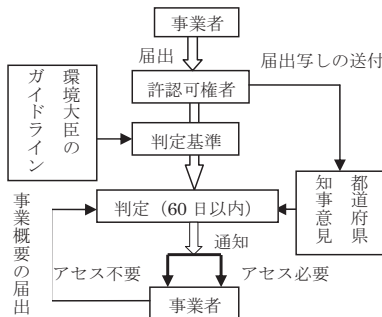 事業者
届出
届出写しの送付
許認可権者
環境大臣の
ガイドライン
判定基準
都道府県
知事意見
判定（60 日以内）
事業概要の届出
通知
アセス不要
アセス必要
事業者